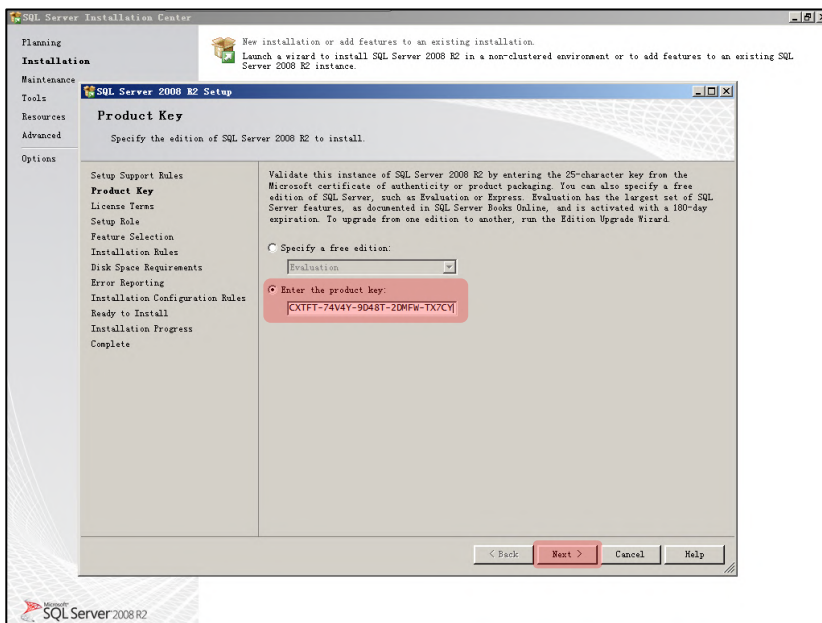 SQL Server Installation Center
Planning
Installation
Maintenance
Tools
Resources
Advanced
Options
New installation or add features to an existing installation.
Launch a wizard to install SQL Server 2008 R2 in a non-clustered environment or to add features to an existing SQL
Server 2008 R2 instance.
SQL Server 2008 R2 Setup
Product Key
Specify the edition of SQL Server 2008 R2 to install.
Setup Support Rules
Product Key
License Terms
Setup Role
Feature Selection
Installation Rules
Disk Space Requirements
Error Reporting
Installation Configuration Rules
Ready to Install
Installation Progress
Complete
Validate this instance of SQL Server 2008 R2 by entering the 25-character key from the
Microsoft certificate of authenticity or product packaging. You can also specify a free
edition of SQL Server, such as Evaluation or Express. Evaluation has the largest set of SQL
Server features, as documented in SQL Server Books Online, and is activated with a 180-day
expiration. To upgrade from one edition to another, run the Edition Upgrade Wizard.
Specify a free edition:
Evaluation
Enter the product key:
CXTFT-74V4Y-9D48T-2DMFW-TX7CY
< Back
Next >
Cancel
Help
Microsoft
SQL Server 2008 R2